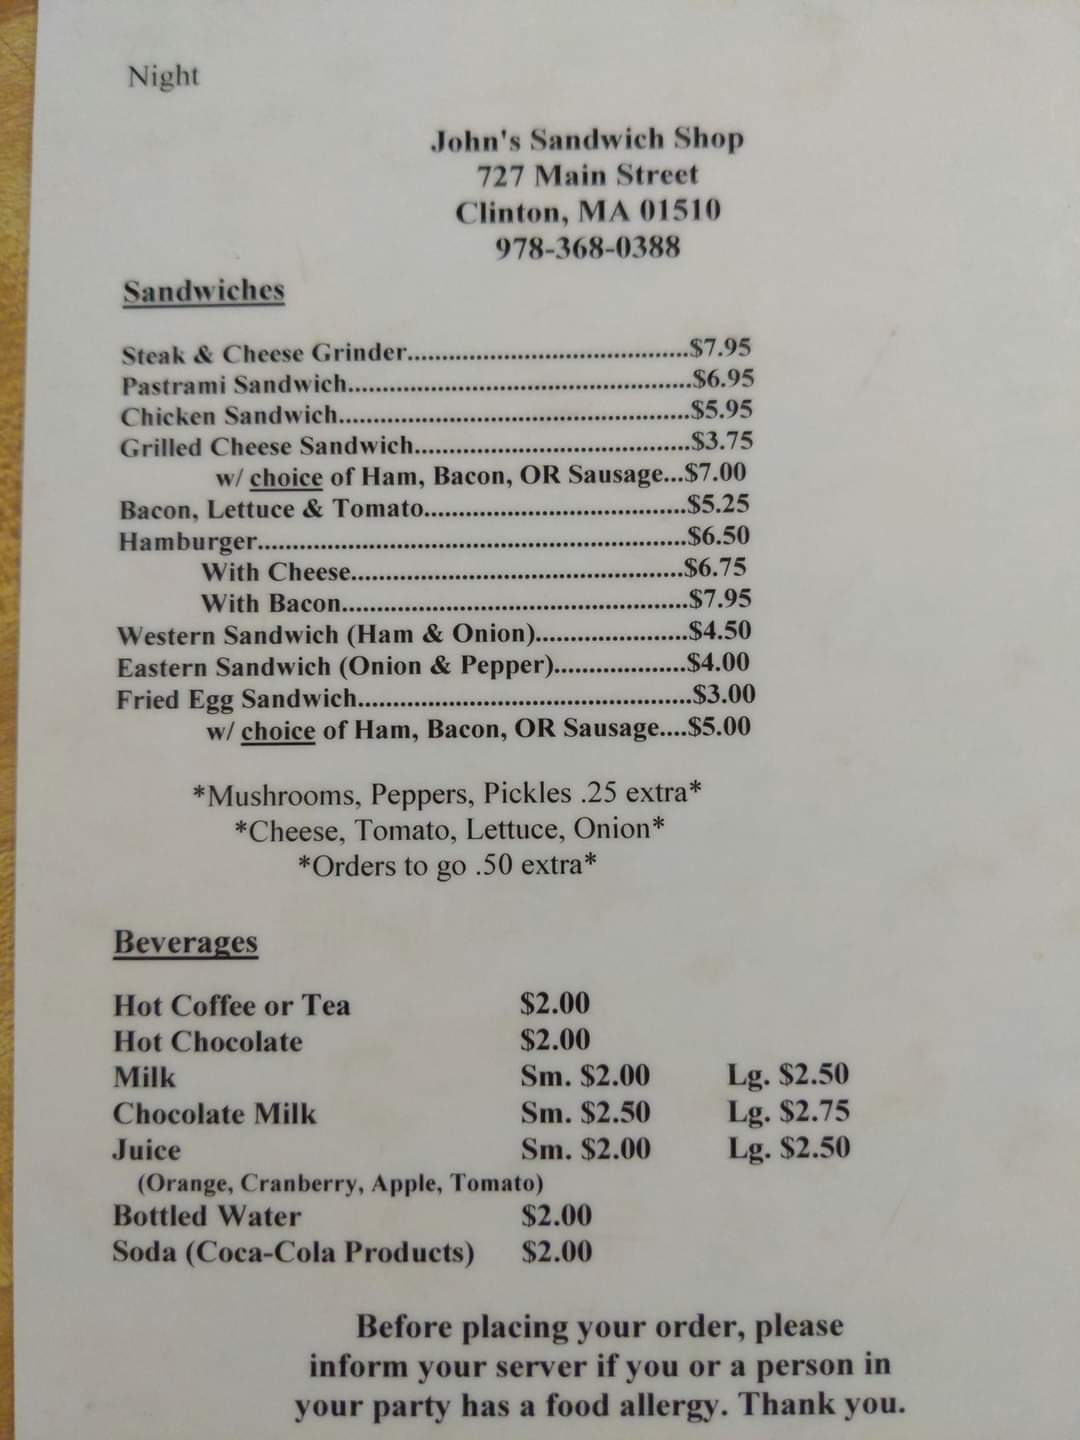 Night
John's Sandwich Shop
727 Main Street
Clinton, MA 01510
978-368-0388
Sandwiches
Steak & Cheese Grinder.........................................$7.95
Pastrami Sandwich..................................................$6.95
Chicken Sandwich...................................................$5.95
Grilled Cheese Sandwich........................................$3.75
w/ choice of Ham, Bacon, OR Sausage...$7.00
Bacon, Lettuce & Tomato......................................$5.25
Hamburger..............................................................$6.50
With Cheese................................................$6.75
With Bacon..................................................$7.95
Western Sandwich (Ham & Onion)......................$4.50
Eastern Sandwich (Onion & Pepper)...................$4.00
Fried Egg Sandwich.................................................$3.00
w/ choice of Ham, Bacon, OR Sausage....$5.00
*Mushrooms, Peppers, Pickles .25 extra*
*Cheese, Tomato, Lettuce, Onion*
*Orders to go .50 extra*
Beverages
Hot Coffee or Tea $2.00
Hot Chocolate $2.00
Milk Sm. $2.00 Lg. $2.50
Chocolate Milk Sm. $2.50 Lg. $2.75
Juice Sm. $2.00 Lg. $2.50
(Orange, Cranberry, Apple, Tomato)
Bottled Water $2.00
Soda (Coca-Cola Products) $2.00
Before placing your order, please
inform your server if you or a person in
your party has a food allergy. Thank you.